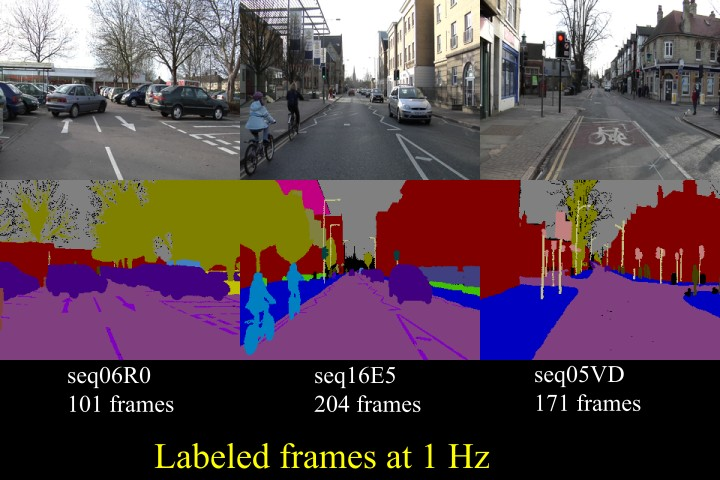 seq06R0
101 frames
seq16E5
204 frames
seq05VD
171 frames
Labeled frames at 1 Hz